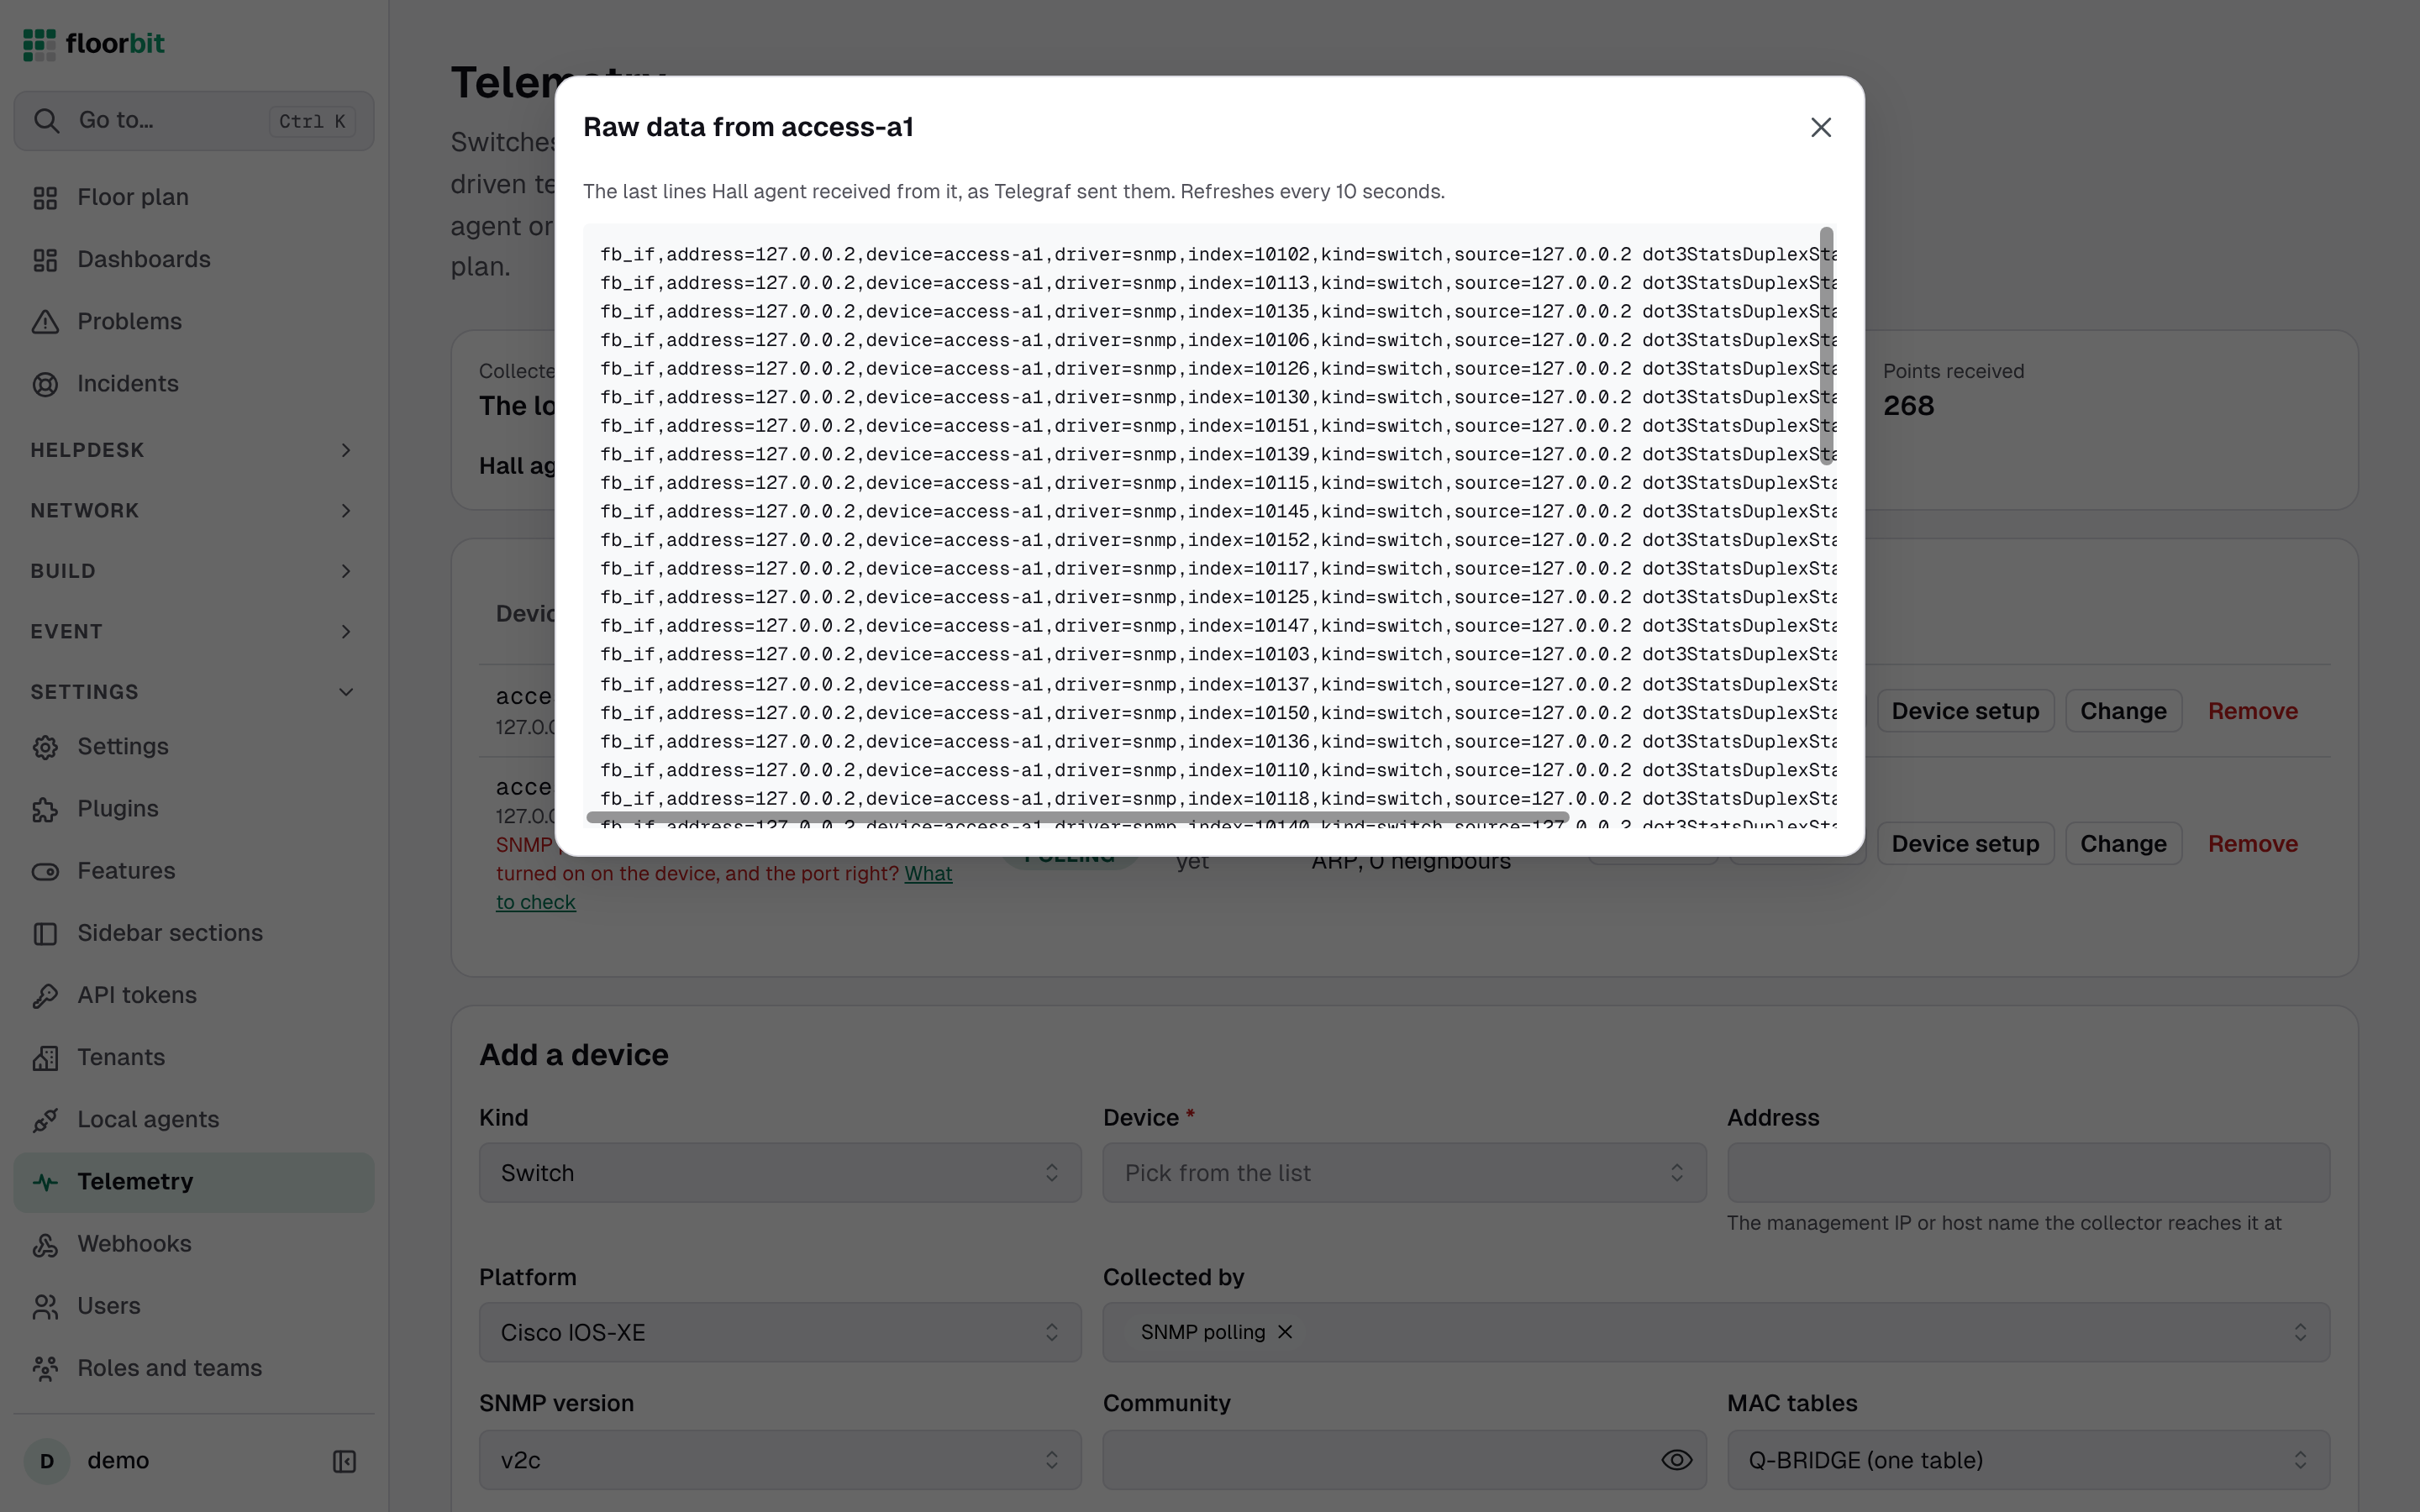 floorbit
Go to...
Ctrl K
Floor plan
Dashboards
Problems
Incidents
HELPDESK
NETWORK
BUILD
EVENT
SETTINGS
Settings
Plugins
Features
Sidebar sections
API tokens
Tenants
Local agents
Telemetry
Webhooks
Users
Roles and teams
D
demo
Switches
driven
agent or
plan.
Points received
268
Raw data from access-a1
The last lines Hall agent received from it, as Telegraf sent them. Refreshes every 10 seconds.
fb_if,address=127.0.0.2,device=access-a1,driver=snmp,index=10102,kind=switch,source=127.0.0.2 dot3StatsDuplexSta
fb_if,address=127.0.0.2,device=access-a1,driver=snmp,index=10113,kind=switch,source=127.0.0.2 dot3StatsDuplexSta
fb_if,address=127.0.0.2,device=access-a1,driver=snmp,index=10135,kind=switch,source=127.0.0.2 dot3StatsDuplexSta
fb_if,address=127.0.0.2,device=access-a1,driver=snmp,index=10106,kind=switch,source=127.0.0.2 dot3StatsDuplexSta
fb_if,address=127.0.0.2,device=access-a1,driver=snmp,index=10126,kind=switch,source=127.0.0.2 dot3StatsDuplexSta
fb_if,address=127.0.0.2,device=access-a1,driver=snmp,index=10130,kind=switch,source=127.0.0.2 dot3StatsDuplexSta
fb_if,address=127.0.0.2,device=access-a1,driver=snmp,index=10151,kind=switch,source=127.0.0.2 dot3StatsDuplexSta
fb_if,address=127.0.0.2,device=access-a1,driver=snmp,index=10139,kind=switch,source=127.0.0.2 dot3StatsDuplexSta
fb_if,address=127.0.0.2,device=access-a1,driver=snmp,index=10115,kind=switch,source=127.0.0.2 dot3StatsDuplexSta
fb_if,address=127.0.0.2,device=access-a1,driver=snmp,index=10145,kind=switch,source=127.0.0.2 dot3StatsDuplexSta
fb_if,address=127.0.0.2,device=access-a1,driver=snmp,index=10152,kind=switch,source=127.0.0.2 dot3StatsDuplexSta
fb_if,address=127.0.0.2,device=access-a1,driver=snmp,index=10117,kind=switch,source=127.0.0.2 dot3StatsDuplexSta
fb_if,address=127.0.0.2,device=access-a1,driver=snmp,index=10125,kind=switch,source=127.0.0.2 dot3StatsDuplexSta
fb_if,address=127.0.0.2,device=access-a1,driver=snmp,index=10147,kind=switch,source=127.0.0.2 dot3StatsDuplexSta
fb_if,address=127.0.0.2,device=access-a1,driver=snmp,index=10103,kind=switch,source=127.0.0.2 dot3StatsDuplexSta
fb_if,address=127.0.0.2,device=access-a1,driver=snmp,index=10137,kind=switch,source=127.0.0.2 dot3StatsDuplexSta
fb_if,address=127.0.0.2,device=access-a1,driver=snmp,index=10150,kind=switch,source=127.0.0.2 dot3StatsDuplexSta
fb_if,address=127.0.0.2,device=access-a1,driver=snmp,index=10136,kind=switch,source=127.0.0.2 dot3StatsDuplexSta
fb_if,address=127.0.0.2,device=access-a1,driver=snmp,index=10110,kind=switch,source=127.0.0.2 dot3StatsDuplexSta
fb_if,address=127.0.0.2,device=access-a1,driver=snmp,index=10118,kind=switch,source=127.0.0.2 dot3StatsDuplexSta
Device setup
Change
Remove
SNMP
turned on on the device, and the port right? What
to check
yet
ARP, 0 neighbours
Device setup
Change
Remove
Add a device
Kind
Device *
Address
Switch
Pick from the list
The management IP or host name the collector reaches it at
Platform
Collected by
Cisco IOS-XE
SNMP polling
SNMP version
Community
MAC tables
v2c
Q-BRIDGE (one table)